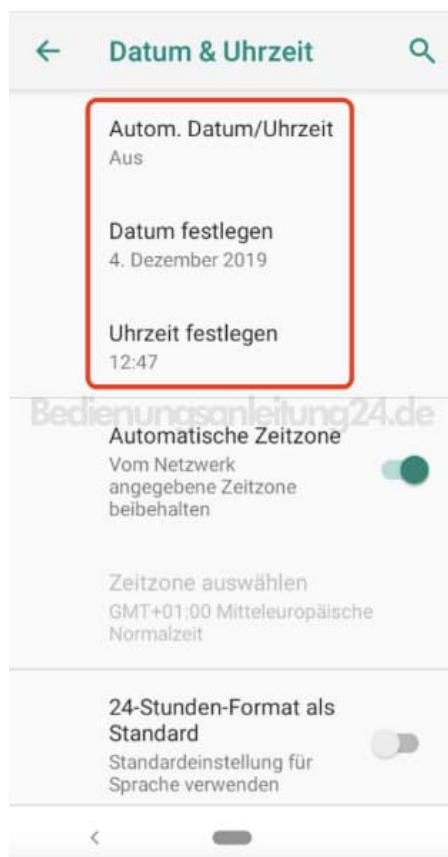 Datum & Uhrzeit
Autom. Datum/Uhrzeit
Aus
Datum festlegen
4. Dezember 2019
Uhrzeit festlegen
12:47
Bedienungsanleitung24.de
Automatische Zeitzone
Vom Netzwerk
angegebene Zeitzone
beibehalten
Zeitzone auswählen
GMT+01:00 Mitteleuropäische
Normalzeit
24-Stunden-Format als
Standard
Standardeinstellung für
Sprache verwenden